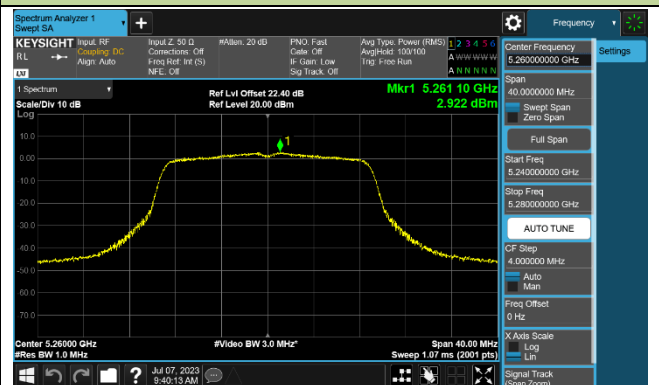 Spectrum Analyzer 1
Swept SA
Frequency
KEYSIGHT
RL
LXI
Input: RF
Coupling: DC
Align: Auto
Input Z: 50 Ω
Corrections: Off
Freq Ref: Int (S)
NFE: Off
#Atten: 20 dB
PNO: Fast
Gate: Off
IF Gain: Low
Sig Track: Off
Avg Type: Power (RMS)
Avg|Hold: 100/100
Trig: Free Run
1 2 3 4 5 6
A W W W W W
A N N N N N
1 Spectrum
Scale/Div 10 dB
Log
Ref Lvl Offset 22.40 dB
Ref Level 20.00 dBm
Mkr1 5.261 10 GHz
2.922 dBm
1
10.0
0.00
-10.0
-20.0
-30.0
-40.0
-50.0
-60.0
-70.0
Center 5.26000 GHz
#Res BW 1.0 MHz
#Video BW 3.0 MHz*
Span 40.00 MHz
Sweep 1.07 ms (2001 pts)
Jul 07, 2023
9:40:13 AM
Center Frequency
5.260000000 GHz
Settings
Span
40.0000000 MHz
Swept Span
Zero Span
Full Span
Start Freq
5.240000000 GHz
Stop Freq
5.280000000 GHz
AUTO TUNE
CF Step
4.000000 MHz
Auto
Man
Freq Offset
0 Hz
X Axis Scale
Log
Lin
Signal Track
(Span Zoom)